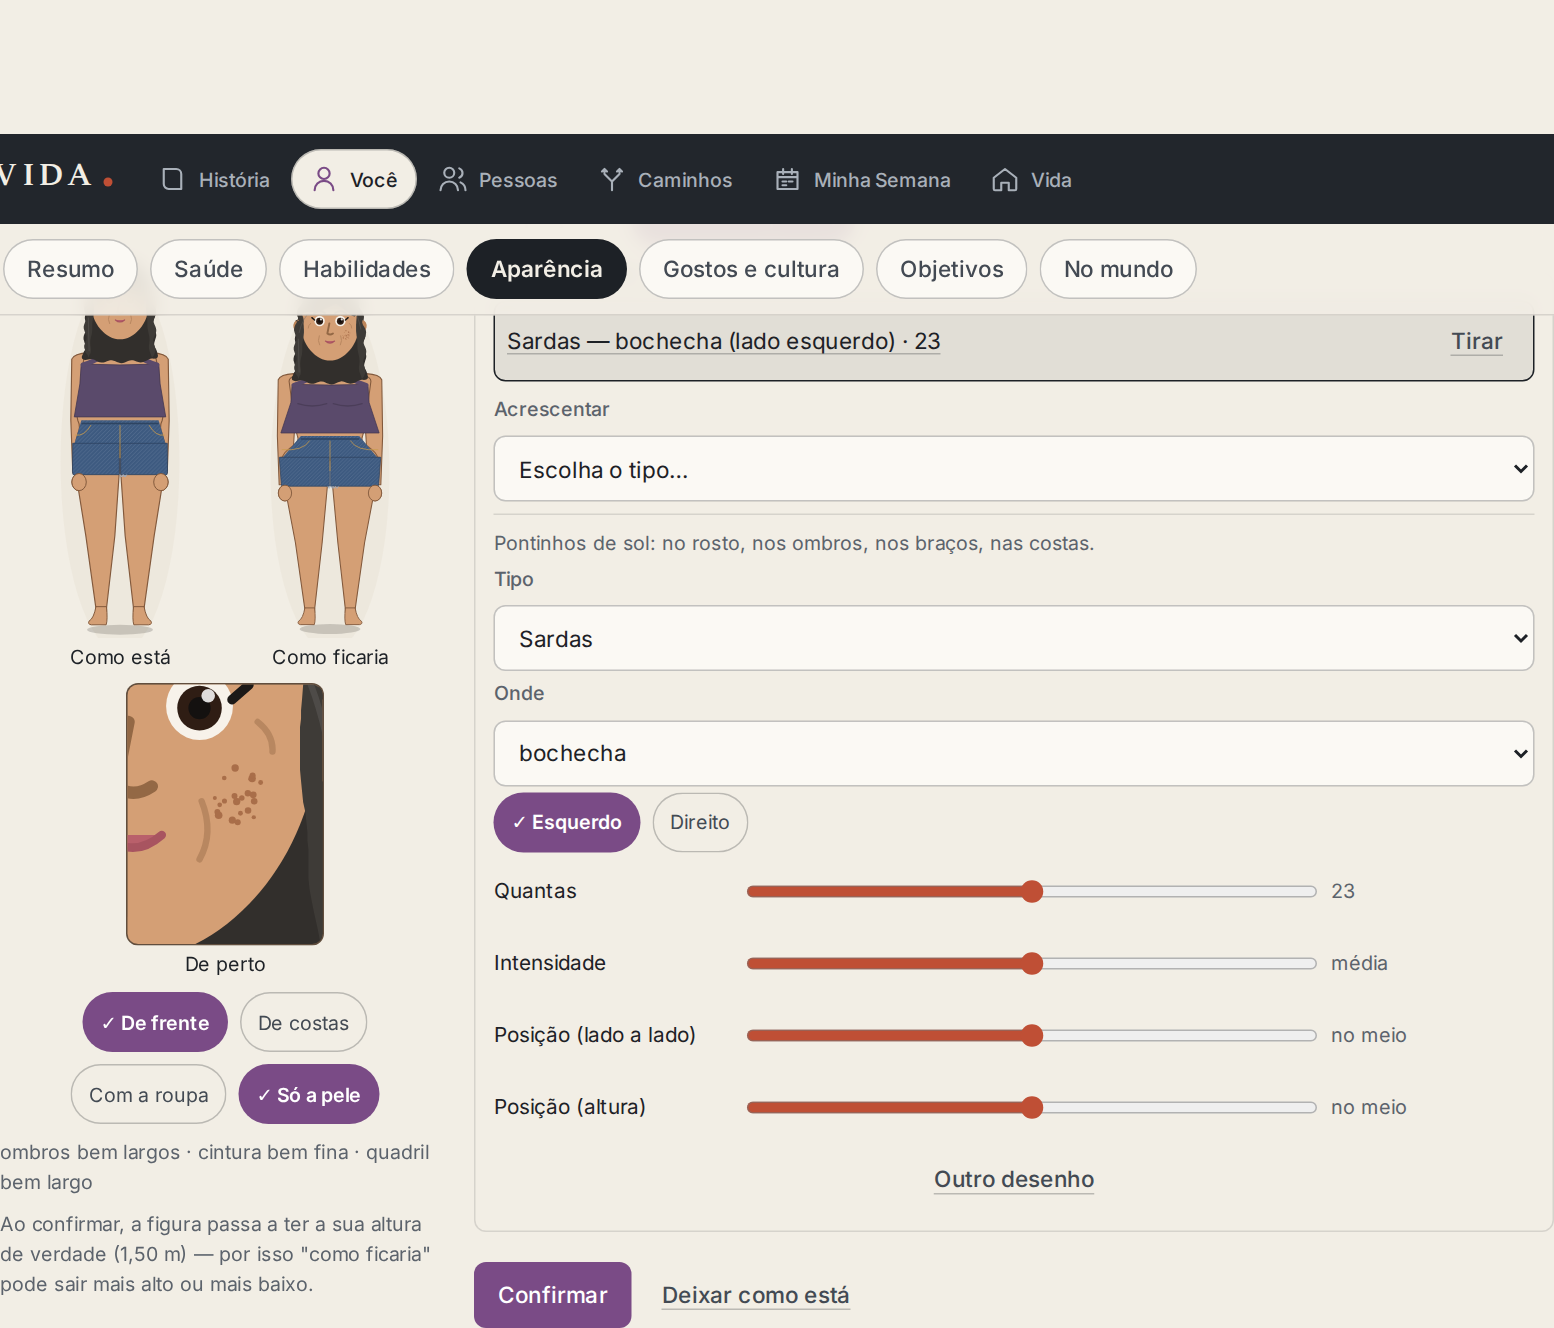 VIDA.
História
Você
Pessoas
Caminhos
Minha Semana
Vida
Resumo
Saúde
Habilidades
Aparência
Gostos e cultura
Objetivos
No mundo
Como está
Como ficaria
De perto
✓ De frente
De costas
Com a roupa
✓ Só a pele
ombros bem largos · cintura bem fina · quadril
bem largo
Ao confirmar, a figura passa a ter a sua altura
de verdade (1,50 m) — por isso "como ficaria"
pode sair mais alto ou mais baixo.
Sardas — bochecha (lado esquerdo) · 23
Tirar
Acrescentar
Escolha o tipo...
Pontinhos de sol: no rosto, nos ombros, nos braços, nas costas.
Tipo
Sardas
Onde
bochecha
✓ Esquerdo
Direito
Quantas
23
Intensidade
média
Posição (lado a lado)
no meio
Posição (altura)
no meio
Outro desenho
Confirmar
Deixar como está